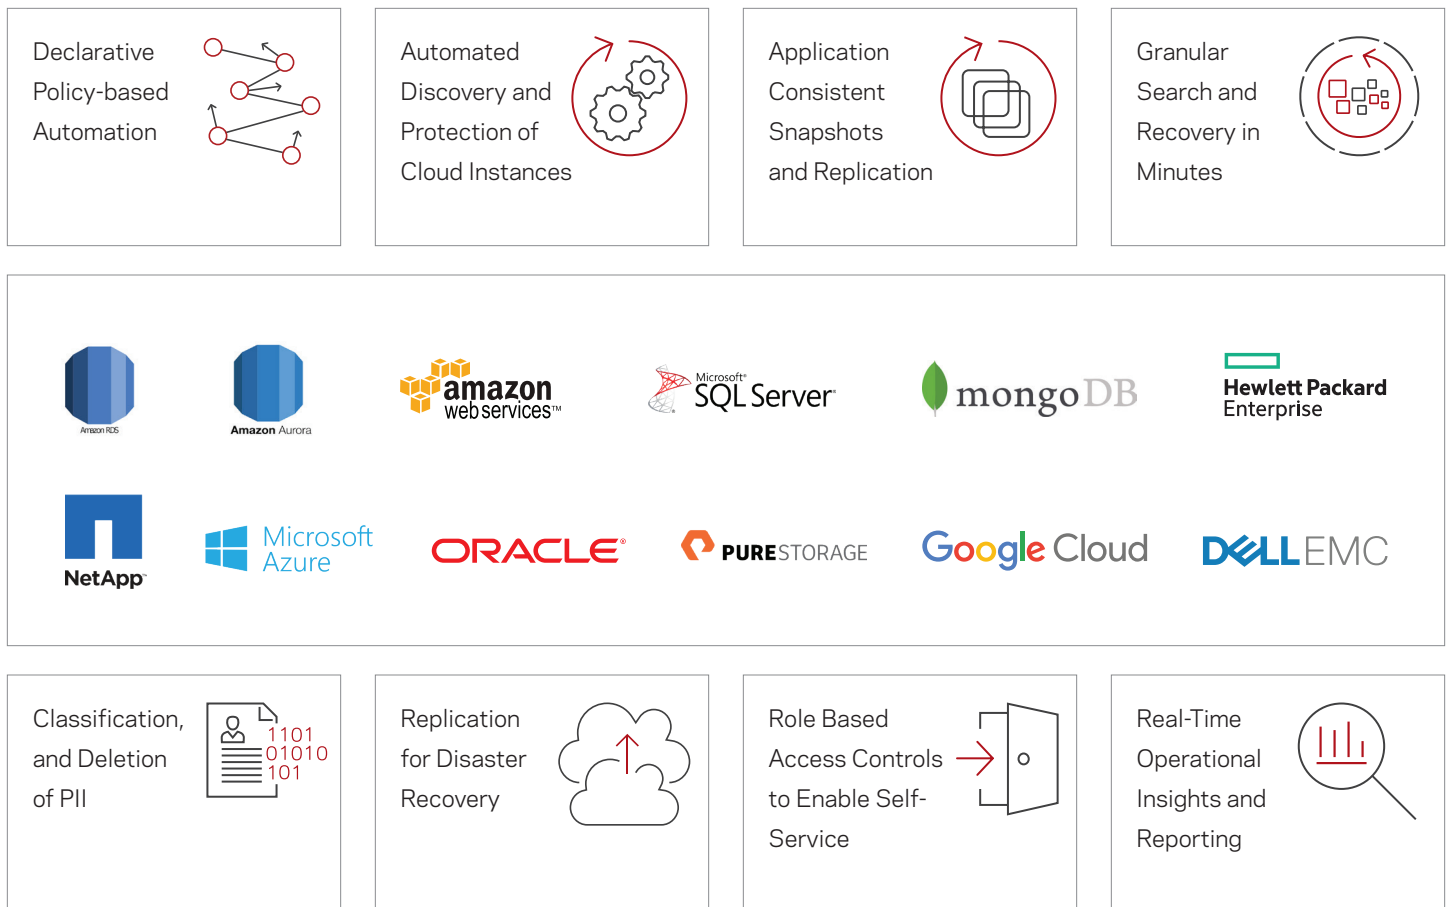 Declarative
Policy-based
Automation
Automated
Discovery and
Protection of
Cloud Instances
Application
Consistent
Snapshots
and Replication
Granular
Search and
Recovery in
Minutes
Amazon RDS
Amazon Aurora
amazon
web services™
Microsoft®
SQL Server®
mongoDB
Hewlett Packard
Enterprise
NetApp™
Microsoft
Azure
ORACLE®
PURESTORAGE
Google Cloud
DELLEMC
Classification,
and Deletion
of PII
1101
01010
101
Replication
for Disaster
Recovery
Role Based
Access Controls
to Enable Self-
Service
Real-Time
Operational
Insights and
Reporting